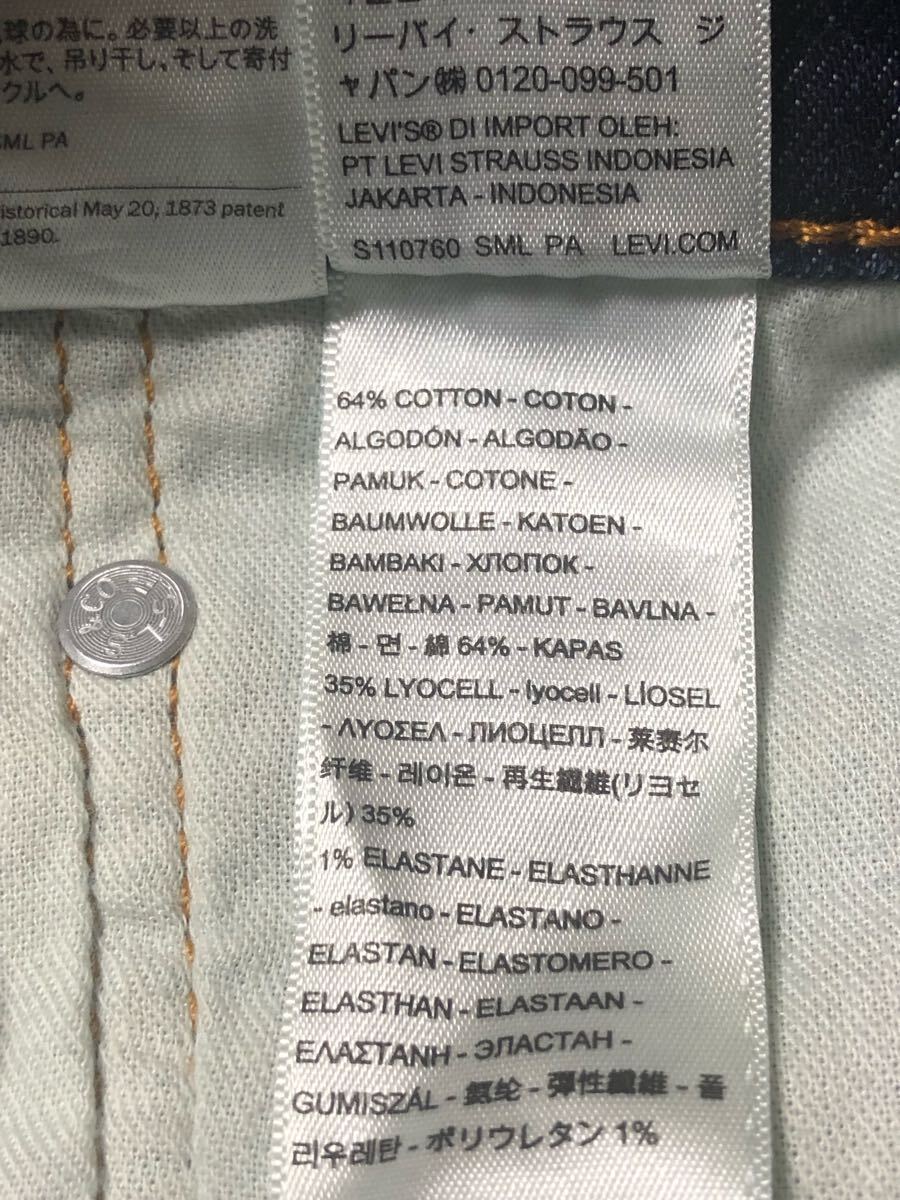 球の為に。必要以上の洗
水で、吊り干し、そして寄付
クルへ。
SML PA
istorical May 20, 1873 patent
1890.
リーバイ・ストラウス ジ
ャパン㈱ 0120-099-501
LEVI'S® DI IMPORT OLEH:
PT LEVI STRAUSS INDONESIA
JAKARTA - INDONESIA
S110760 SML PA LEVI.COM
64% COTTON - COTON -
ALGODÓN - ALGODÃO -
PAMUK - COTONE -
BAUMWOLLE - KATOEN -
BAMBAKI - ХЛОПОК -
BAWEŁNA - PAMUT - BAVLNA -
棉 - 면 - 綿 64% - KAPAS
35% LYOCELL - lyocell - LİOSEL
- ΛΥΟΣΕΛ - ЛИОЦЕЛЛ - 莱赛尔
纤维 - 레이온 - 再生繊維(リヨセ
ル) 35%
1% ELASTANE - ELASTHANNE
- elastano - ELASTANO -
ELASTAN - ELASTOMERO -
ELASTHAN - ELASTAAN -
ΕΛΑΣΤΑΝΗ - ЭЛАСТАН -
GUMISZÁL - 氨纶 - 彈性纖維 - 폴
리우레탄 - ポリウレタン 1%
& CO